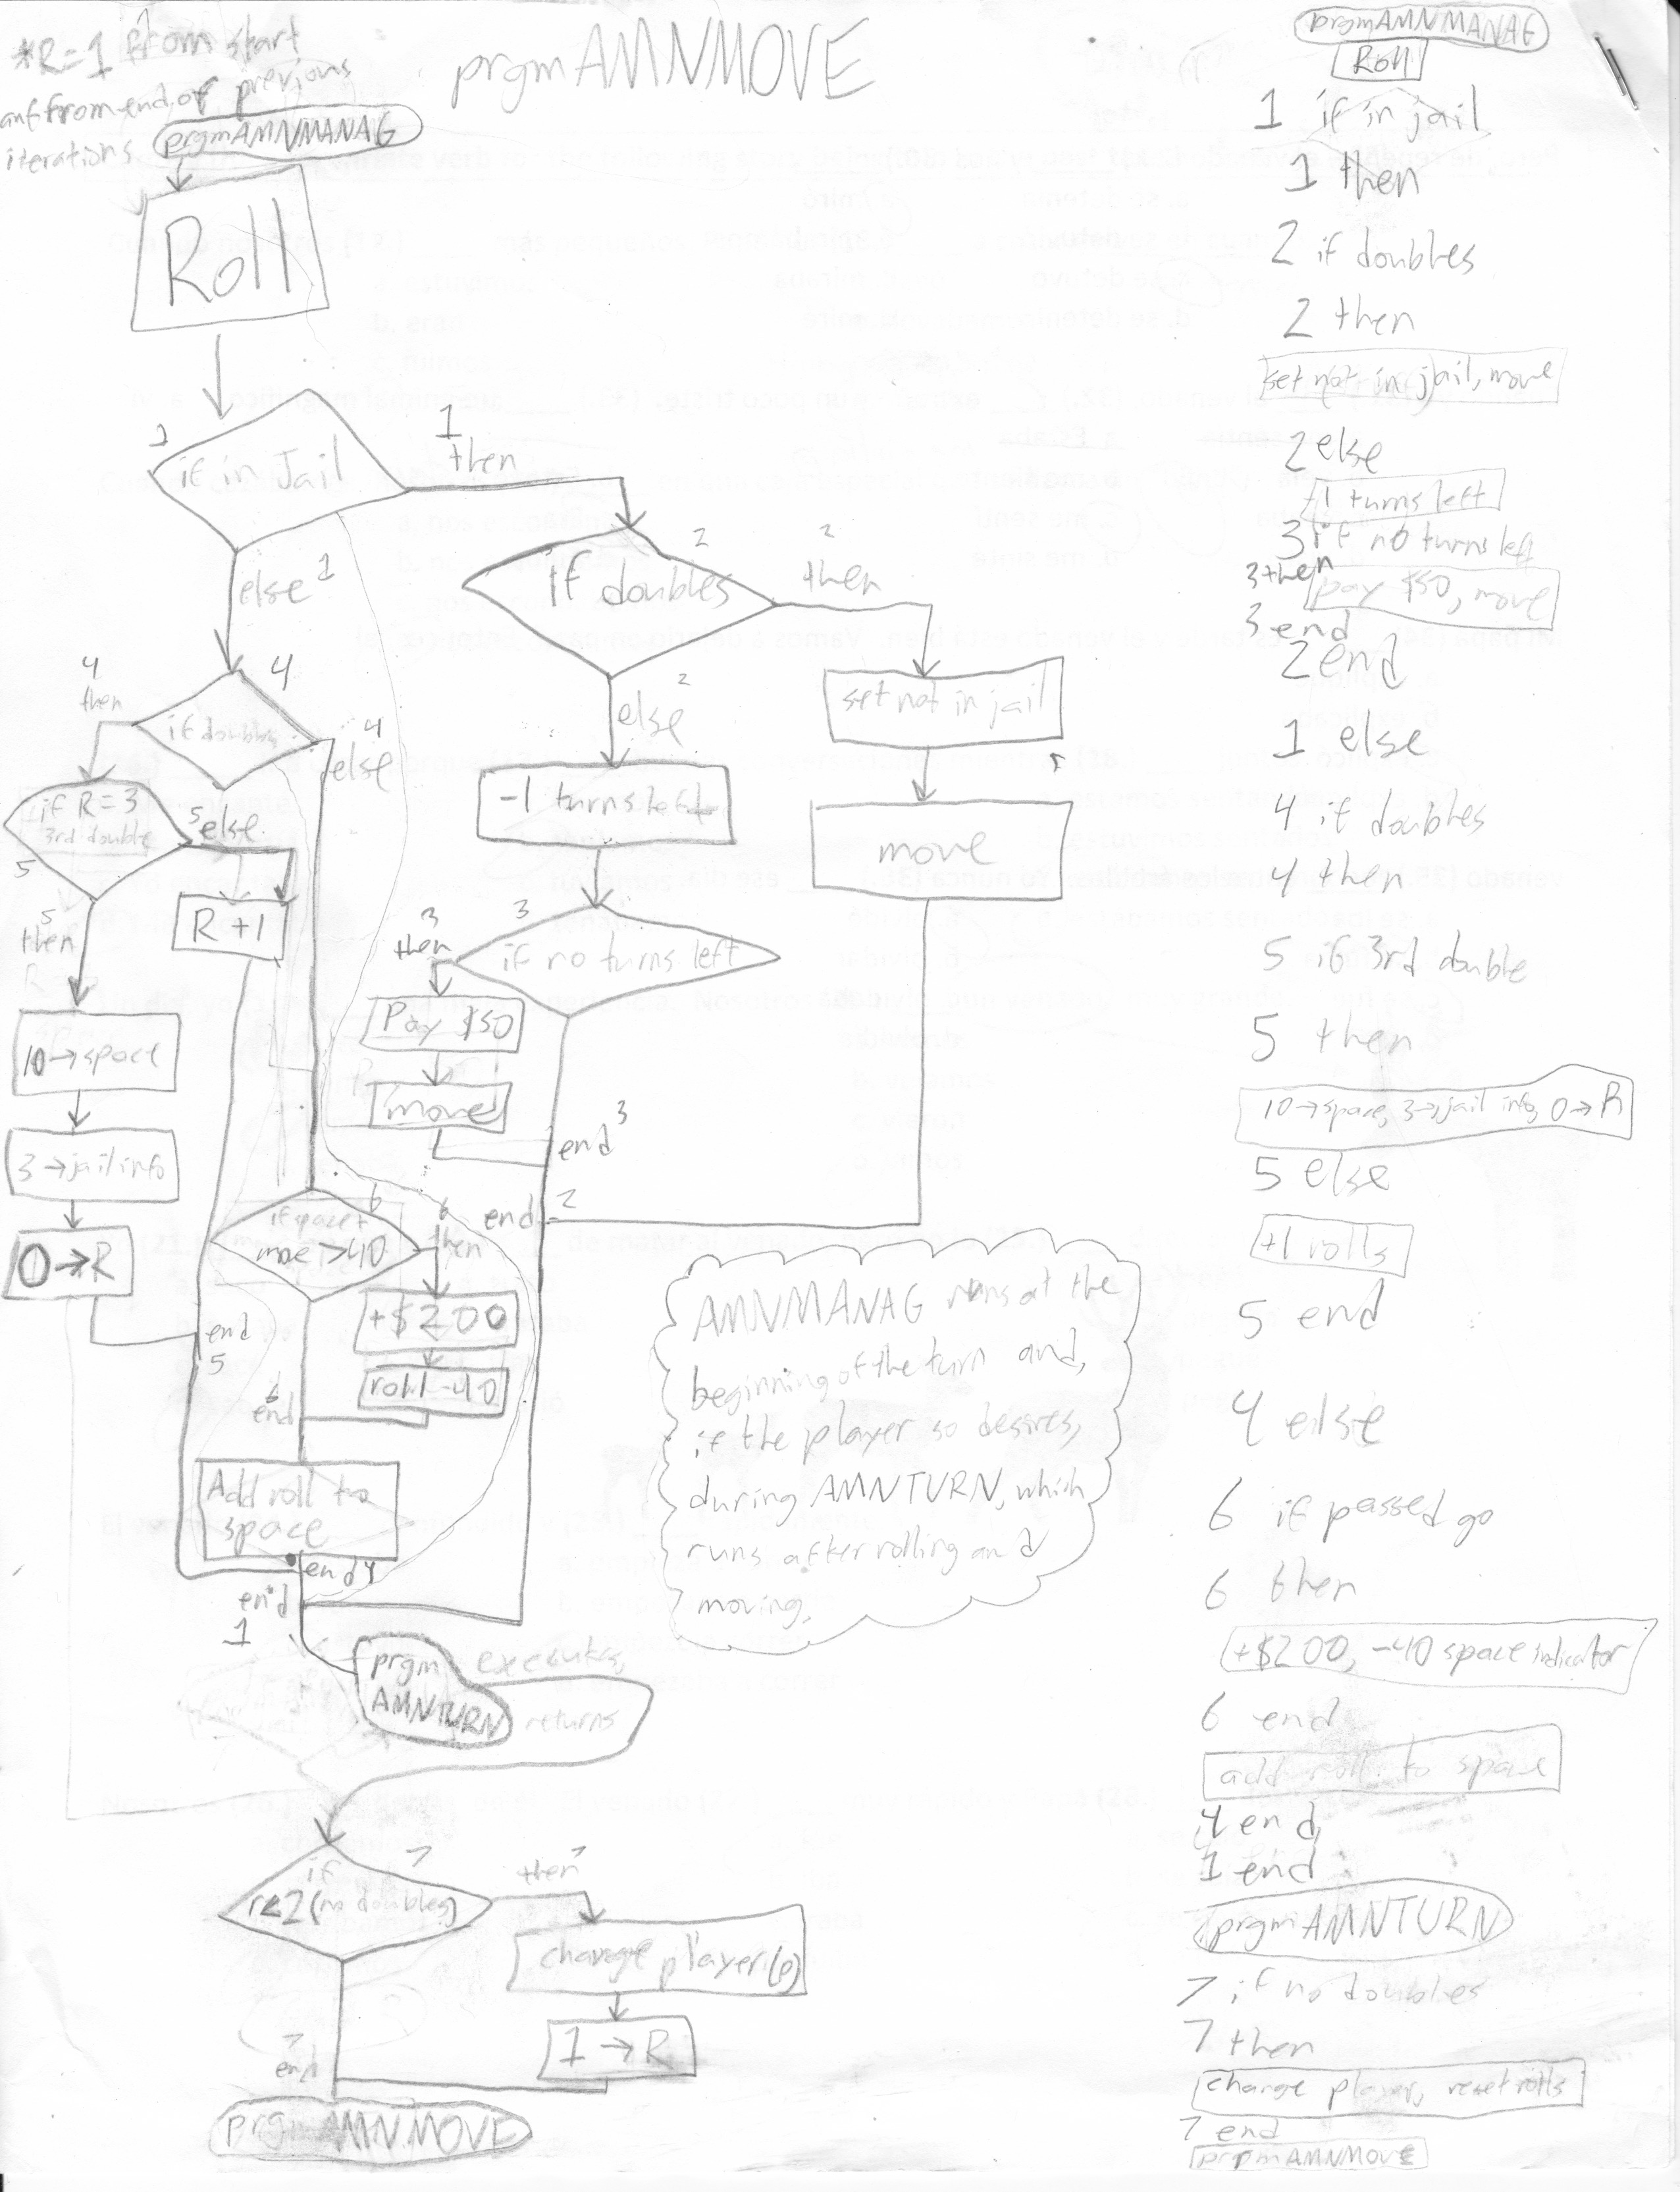 *R=1 from start
and from end of previous
iterations
prgmAMNMANAG
prgmAMNMOVE
Roll
1
if in Jail
1
then
else 1
2
if doubles
2
then
2
else
set not in jail
move
-1 turns left
3
if no turns left
3
then
Pay $50
move
end 3
end 2
4
if doubles
4
then
4
else
if R=3
3rd double
5
5 else
R+1
5
then
10→space
3→jail info
0→R
end
5
6
if space+
move >40
6
then
+$200
roll -40
6
end
Add roll to
space
end 4
end
1
prgm
AMNTURN
executes,
returns
AMNMANAG runs at the
beginning of the turn and,
if the player so desires,
during AMNTURN, which
runs after rolling and
moving.
7
if
r<2 (no doubles)
then 7
change player (p)
1→R
7
end
prgmAMNMOVE
prgmAMNMANAG
Roll
1 if in jail
1 then
2 if doubles
2 then
set not in jail, move
2 else
-1 turns left
3 if no turns left
3 then
pay $50, move
3 end
2 end
1 else
4 if doubles
4 then
5 if 3rd double
5 then
10→space, 3→jail info, 0→R
5 else
+1 rolls
5 end
4 else
6 if passed go
6 then
+$200, -40 space indicator
6 end
add roll to space
4 end
1 end
prgmAMNTURN
7 if no doubles
7 then
change player, reset rolls
7 end
prgmAMNMOVE